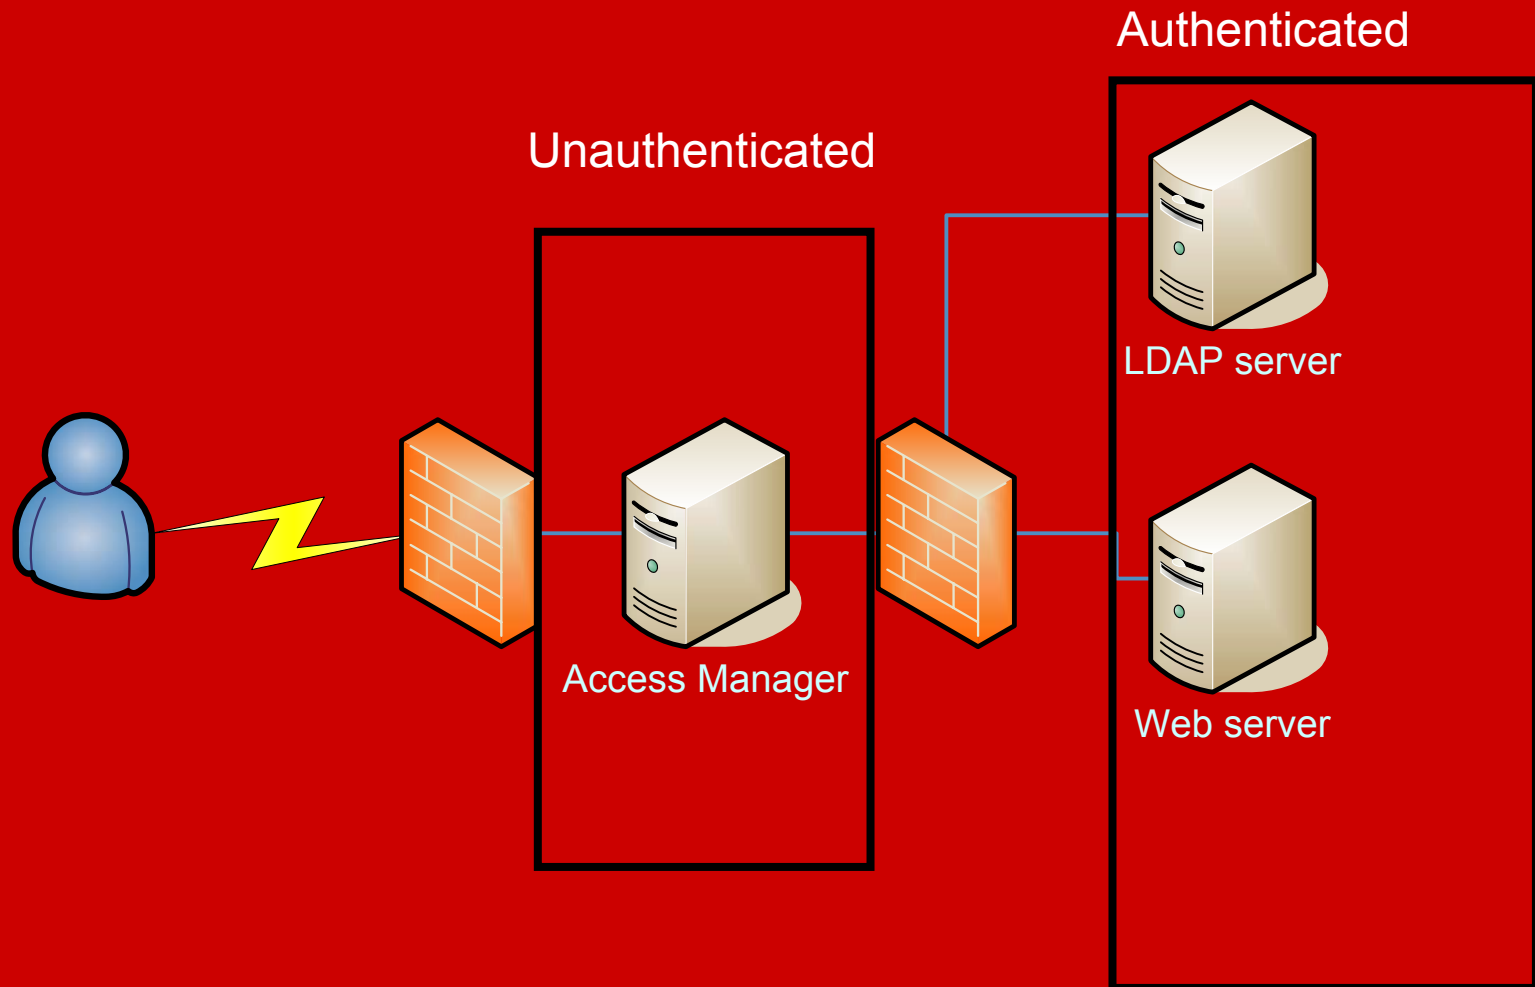 Authenticated
Unauthenticated
LDAP server
Access Manager
Web server